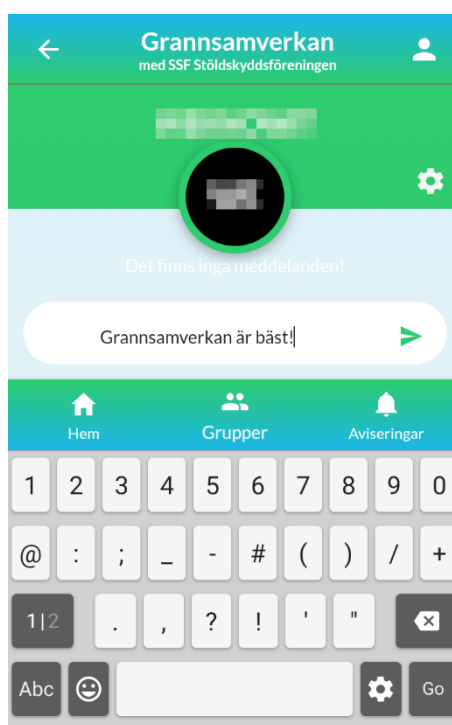 Grannsamverkan
med SSF Stöldskyddsföreningen
Det finns inga meddelanden!
Grannsamverkan är bäst!
Hem
Grupper
Aviseringar
1 2 3 4 5 6 7 8 9 0
@ : ; _ - # ( ) / +
1|2 . , ? ! ' "
Abc Go